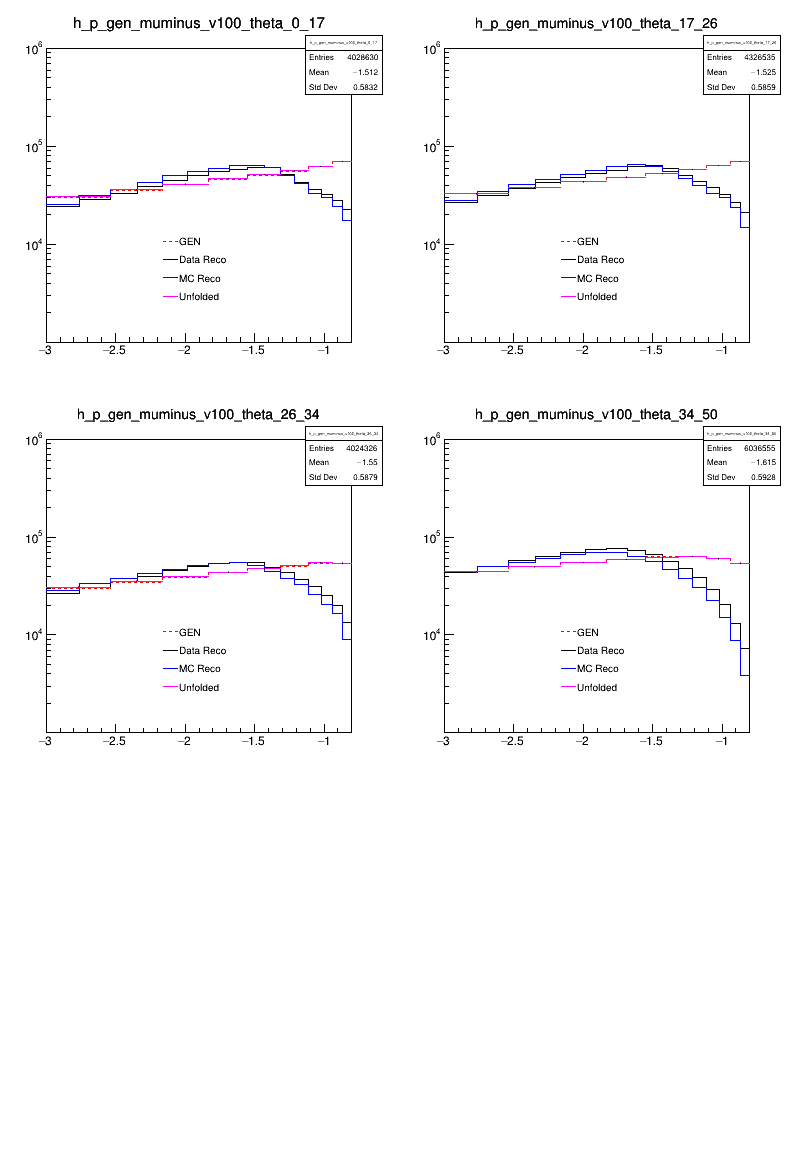 h_p_gen_muminus_v100_theta_0_17
h_p_gen_muminus_v100_theta_0_17
Entries 4028630
Mean −1.512
Std Dev 0.5832
10^6
10^5
10^4
GEN
Data Reco
MC Reco
Unfolded
−3 −2.5 −2 −1.5 −1
h_p_gen_muminus_v100_theta_17_26
h_p_gen_muminus_v100_theta_17_26
Entries 4326535
Mean −1.525
Std Dev 0.5859
10^6
10^5
10^4
GEN
Data Reco
MC Reco
Unfolded
−3 −2.5 −2 −1.5 −1
h_p_gen_muminus_v100_theta_26_34
h_p_gen_muminus_v100_theta_26_34
Entries 4024326
Mean −1.55
Std Dev 0.5879
10^6
10^5
10^4
GEN
Data Reco
MC Reco
Unfolded
−3 −2.5 −2 −1.5 −1
h_p_gen_muminus_v100_theta_34_50
h_p_gen_muminus_v100_theta_34_50
Entries 6036555
Mean −1.615
Std Dev 0.5928
10^6
10^5
10^4
GEN
Data Reco
MC Reco
Unfolded
−3 −2.5 −2 −1.5 −1